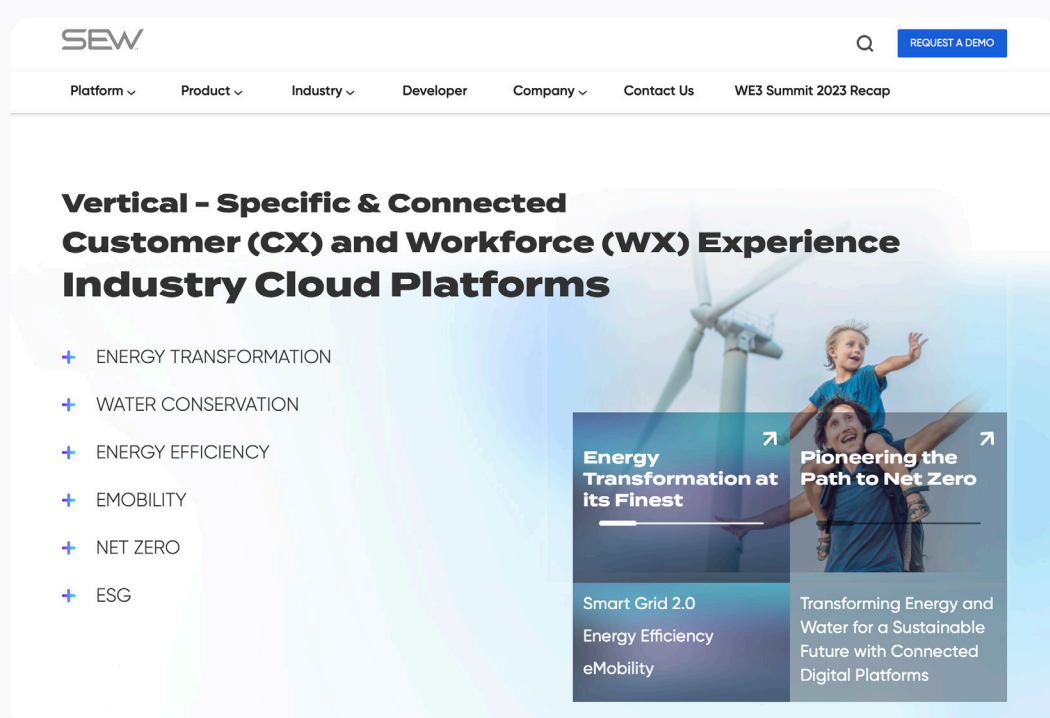 SEW
REQUEST A DEMO
Platform
Product
Industry
Developer
Company
Contact Us
WE3 Summit 2023 Recap
Vertical - Specific & Connected
Customer (CX) and Workforce (WX) Experience
Industry Cloud Platforms
ENERGY TRANSFORMATION
WATER CONSERVATION
ENERGY EFFICIENCY
EMOBILITY
NET ZERO
ESG
Energy
Transformation at
its Finest
Smart Grid 2.0
Energy Efficiency
eMobility
Pioneering the
Path to Net Zero
Transforming Energy and
Water for a Sustainable
Future with Connected
Digital Platforms